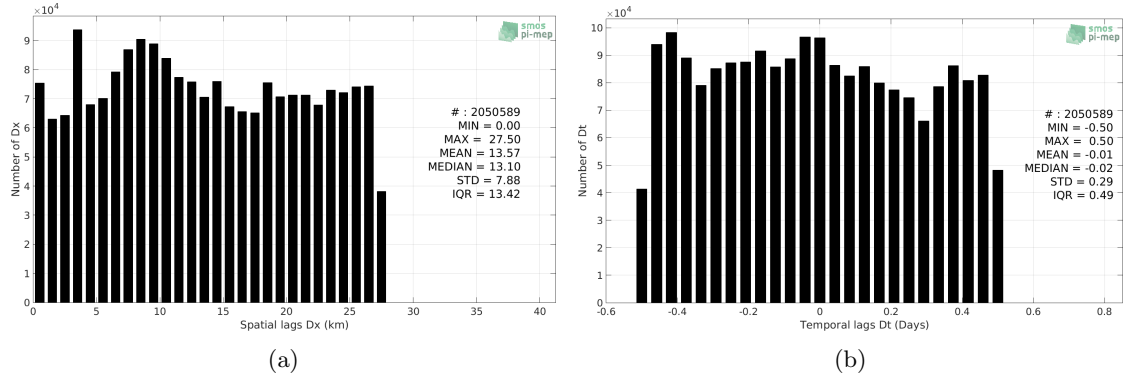 ×10⁴
9
8
7
6
5
4
3
2
1
0
Number of Dx
0 5 10 15 20 25 30 35 40
Spatial lags Dx (km)
smos
pi-mep
# : 2050589
MIN = 0.00
MAX = 27.50
MEAN = 13.57
MEDIAN = 13.10
STD = 7.88
IQR = 13.42
(a)
×10⁴
10
9
8
7
6
5
4
3
2
1
0
Number of Dt
-0.6 -0.4 -0.2 0 0.2 0.4 0.6 0.8
Temporal lags Dt (Days)
smos
pi-mep
# : 2050589
MIN = -0.50
MAX = 0.50
MEAN = -0.01
MEDIAN = -0.02
STD = 0.29
IQR = 0.49
(b)